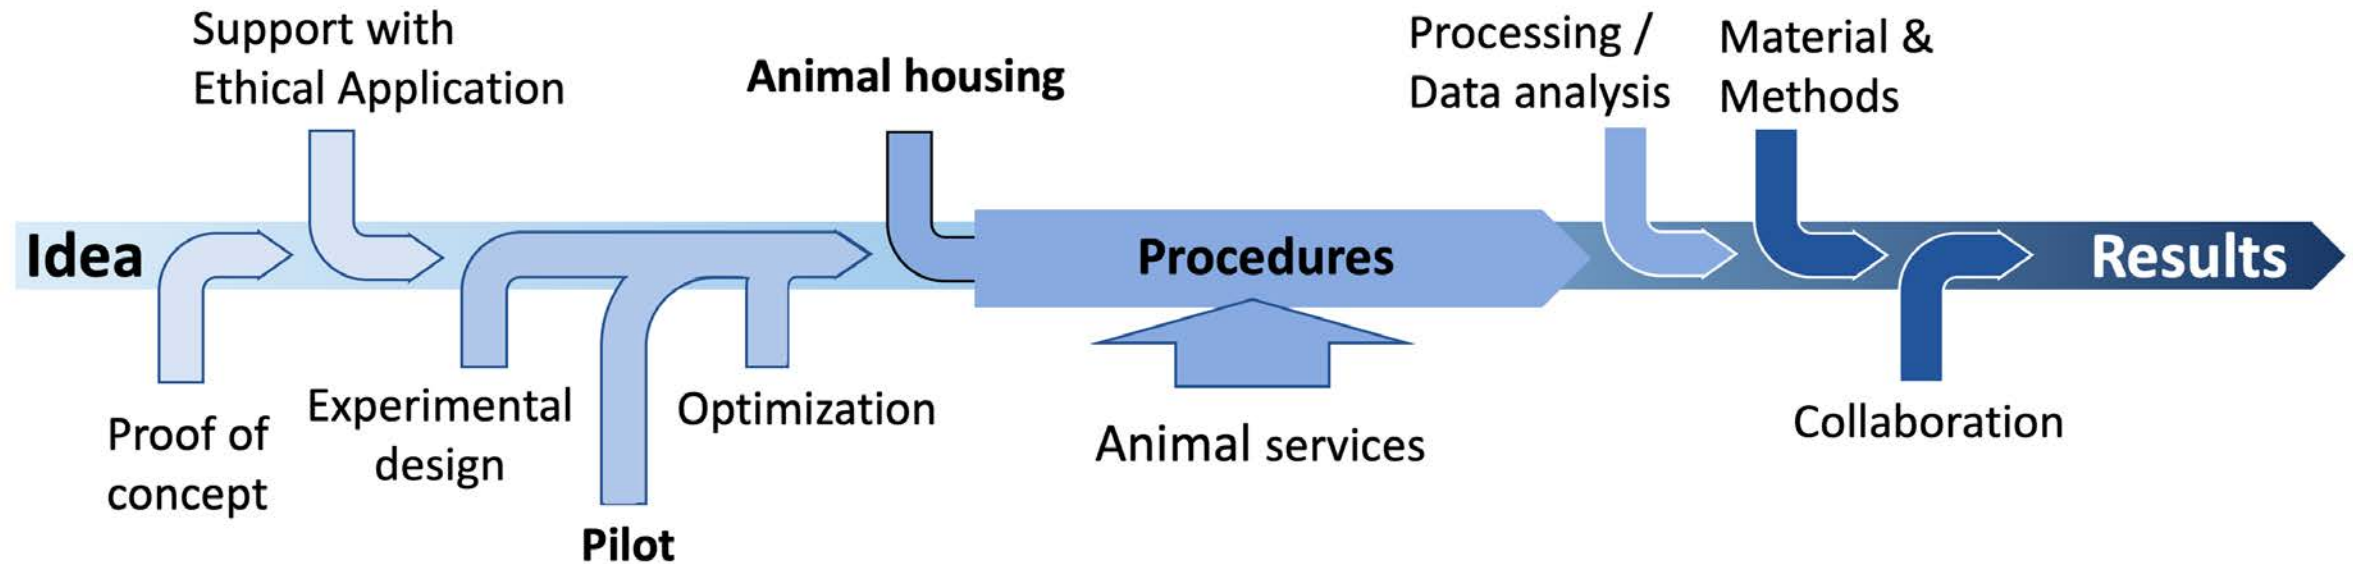 Support with
Ethical Application
Animal housing
Processing /
Data analysis
Material &
Methods
Idea
Procedures
Results
Proof of
concept
Experimental
design
Pilot
Optimization
Animal services
Collaboration